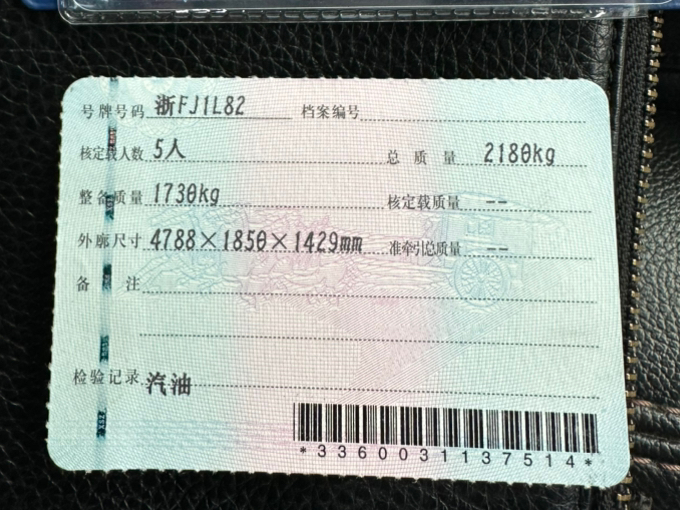 号牌号码 浙FJ1L82 档案编号
核定载人数 5人 总质量 2180kg
整备质量 1730kg 核定载质量 --
外廓尺寸 4788×1850×1429mm 准牵引总质量 --
备注
检验记录 汽油
*3360031137514*